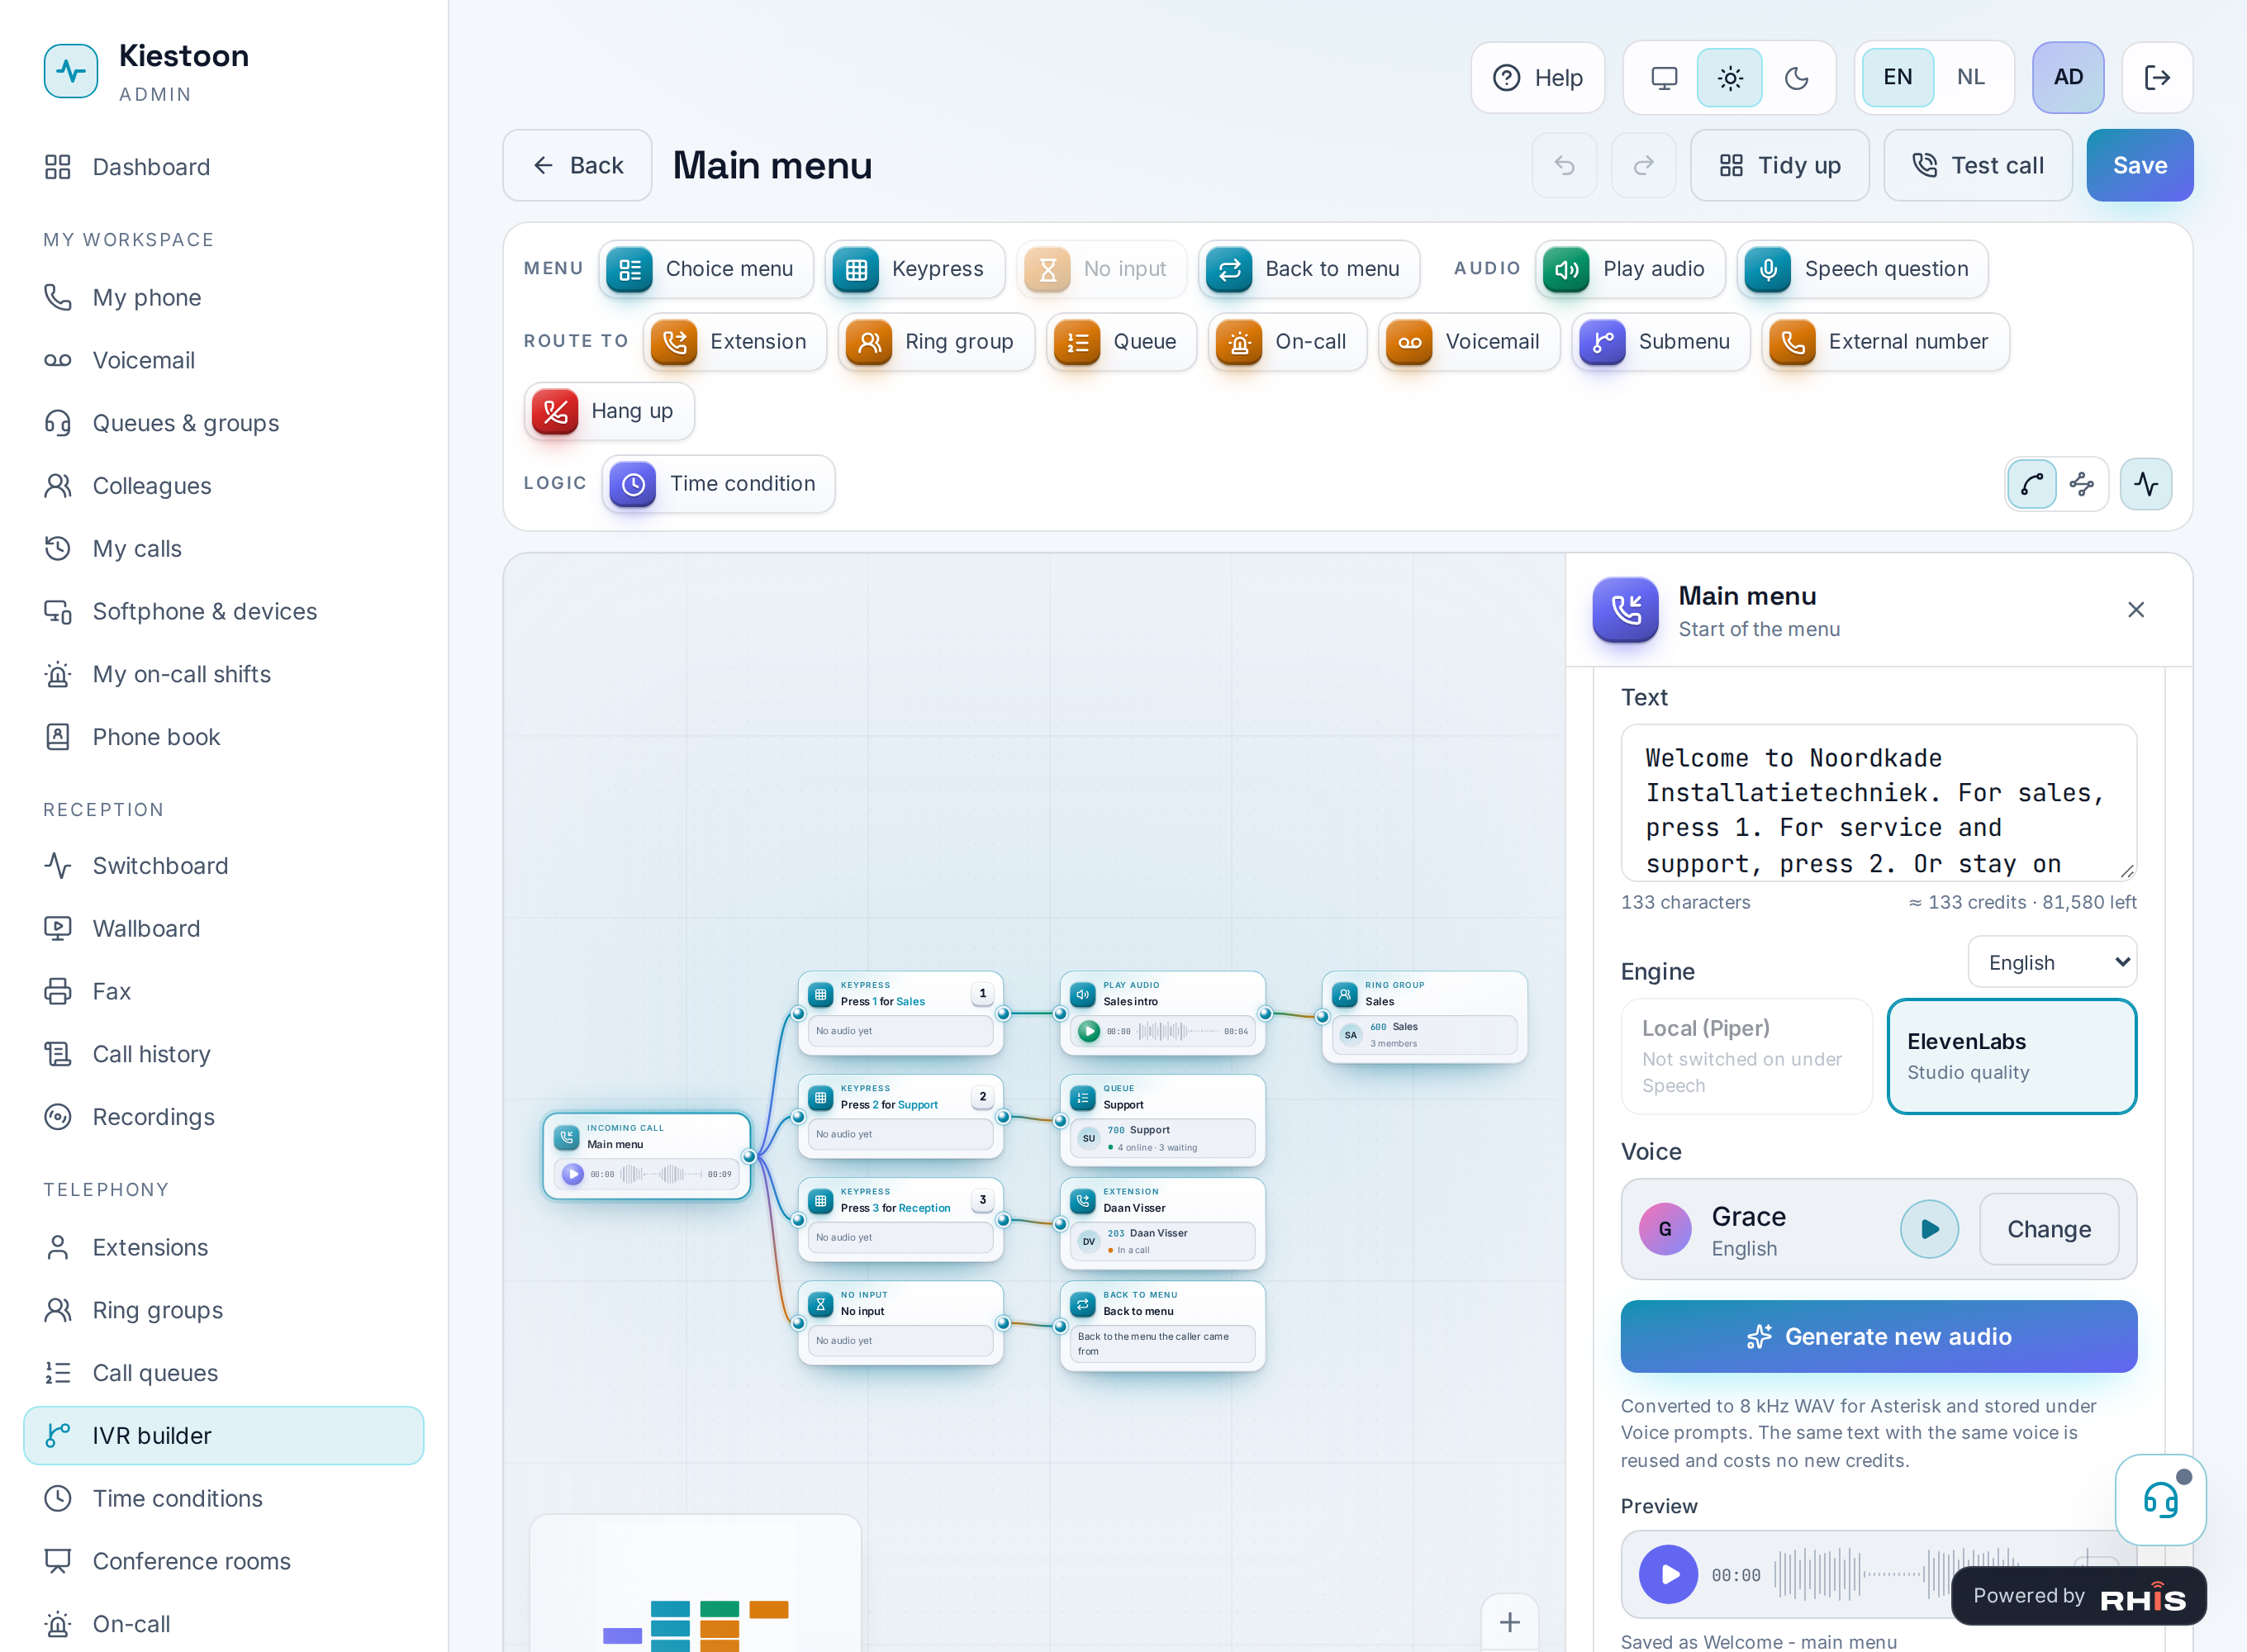 Kiestoon
ADMIN
Dashboard
MY WORKSPACE
My phone
Voicemail
Queues & groups
Colleagues
My calls
Softphone & devices
My on-call shifts
Phone book
RECEPTION
Switchboard
Wallboard
Fax
Call history
Recordings
TELEPHONY
Extensions
Ring groups
Call queues
IVR builder
Time conditions
Conference rooms
On-call
Help
EN NL
AD
Back
Main menu
Tidy up
Test call
Save
MENU Choice menu Keypress No input Back to menu AUDIO Play audio Speech question
ROUTE TO Extension Ring group Queue On-call Voicemail Submenu External number
Hang up
LOGIC Time condition
INCOMING CALL
Main menu
00:00 00:09
KEYPRESS
Press 1 for Sales 1
No audio yet
PLAY AUDIO
Sales intro
00:00 00:04
RING GROUP
Sales
SA 600 Sales
3 members
KEYPRESS
Press 2 for Support 2
No audio yet
QUEUE
Support
SU 700 Support
4 online · 3 waiting
KEYPRESS
Press 3 for Reception 3
No audio yet
EXTENSION
Daan Visser
DV 203 Daan Visser
In a call
NO INPUT
No input
No audio yet
BACK TO MENU
Back to menu
Back to the menu the caller came
from
Main menu
Start of the menu
Text
Welcome to Noordkade
Installatietechniek. For sales,
press 1. For service and
support, press 2. Or stay on
133 characters ≈ 133 credits · 81,580 left
Engine English
Local (Piper)
Not switched on under
Speech
ElevenLabs
Studio quality
Voice
G Grace
English
Change
Generate new audio
Converted to 8 kHz WAV for Asterisk and stored under
Voice prompts. The same text with the same voice is
reused and costs no new credits.
Preview
00:00
Powered by RHiS
Saved as Welcome - main menu